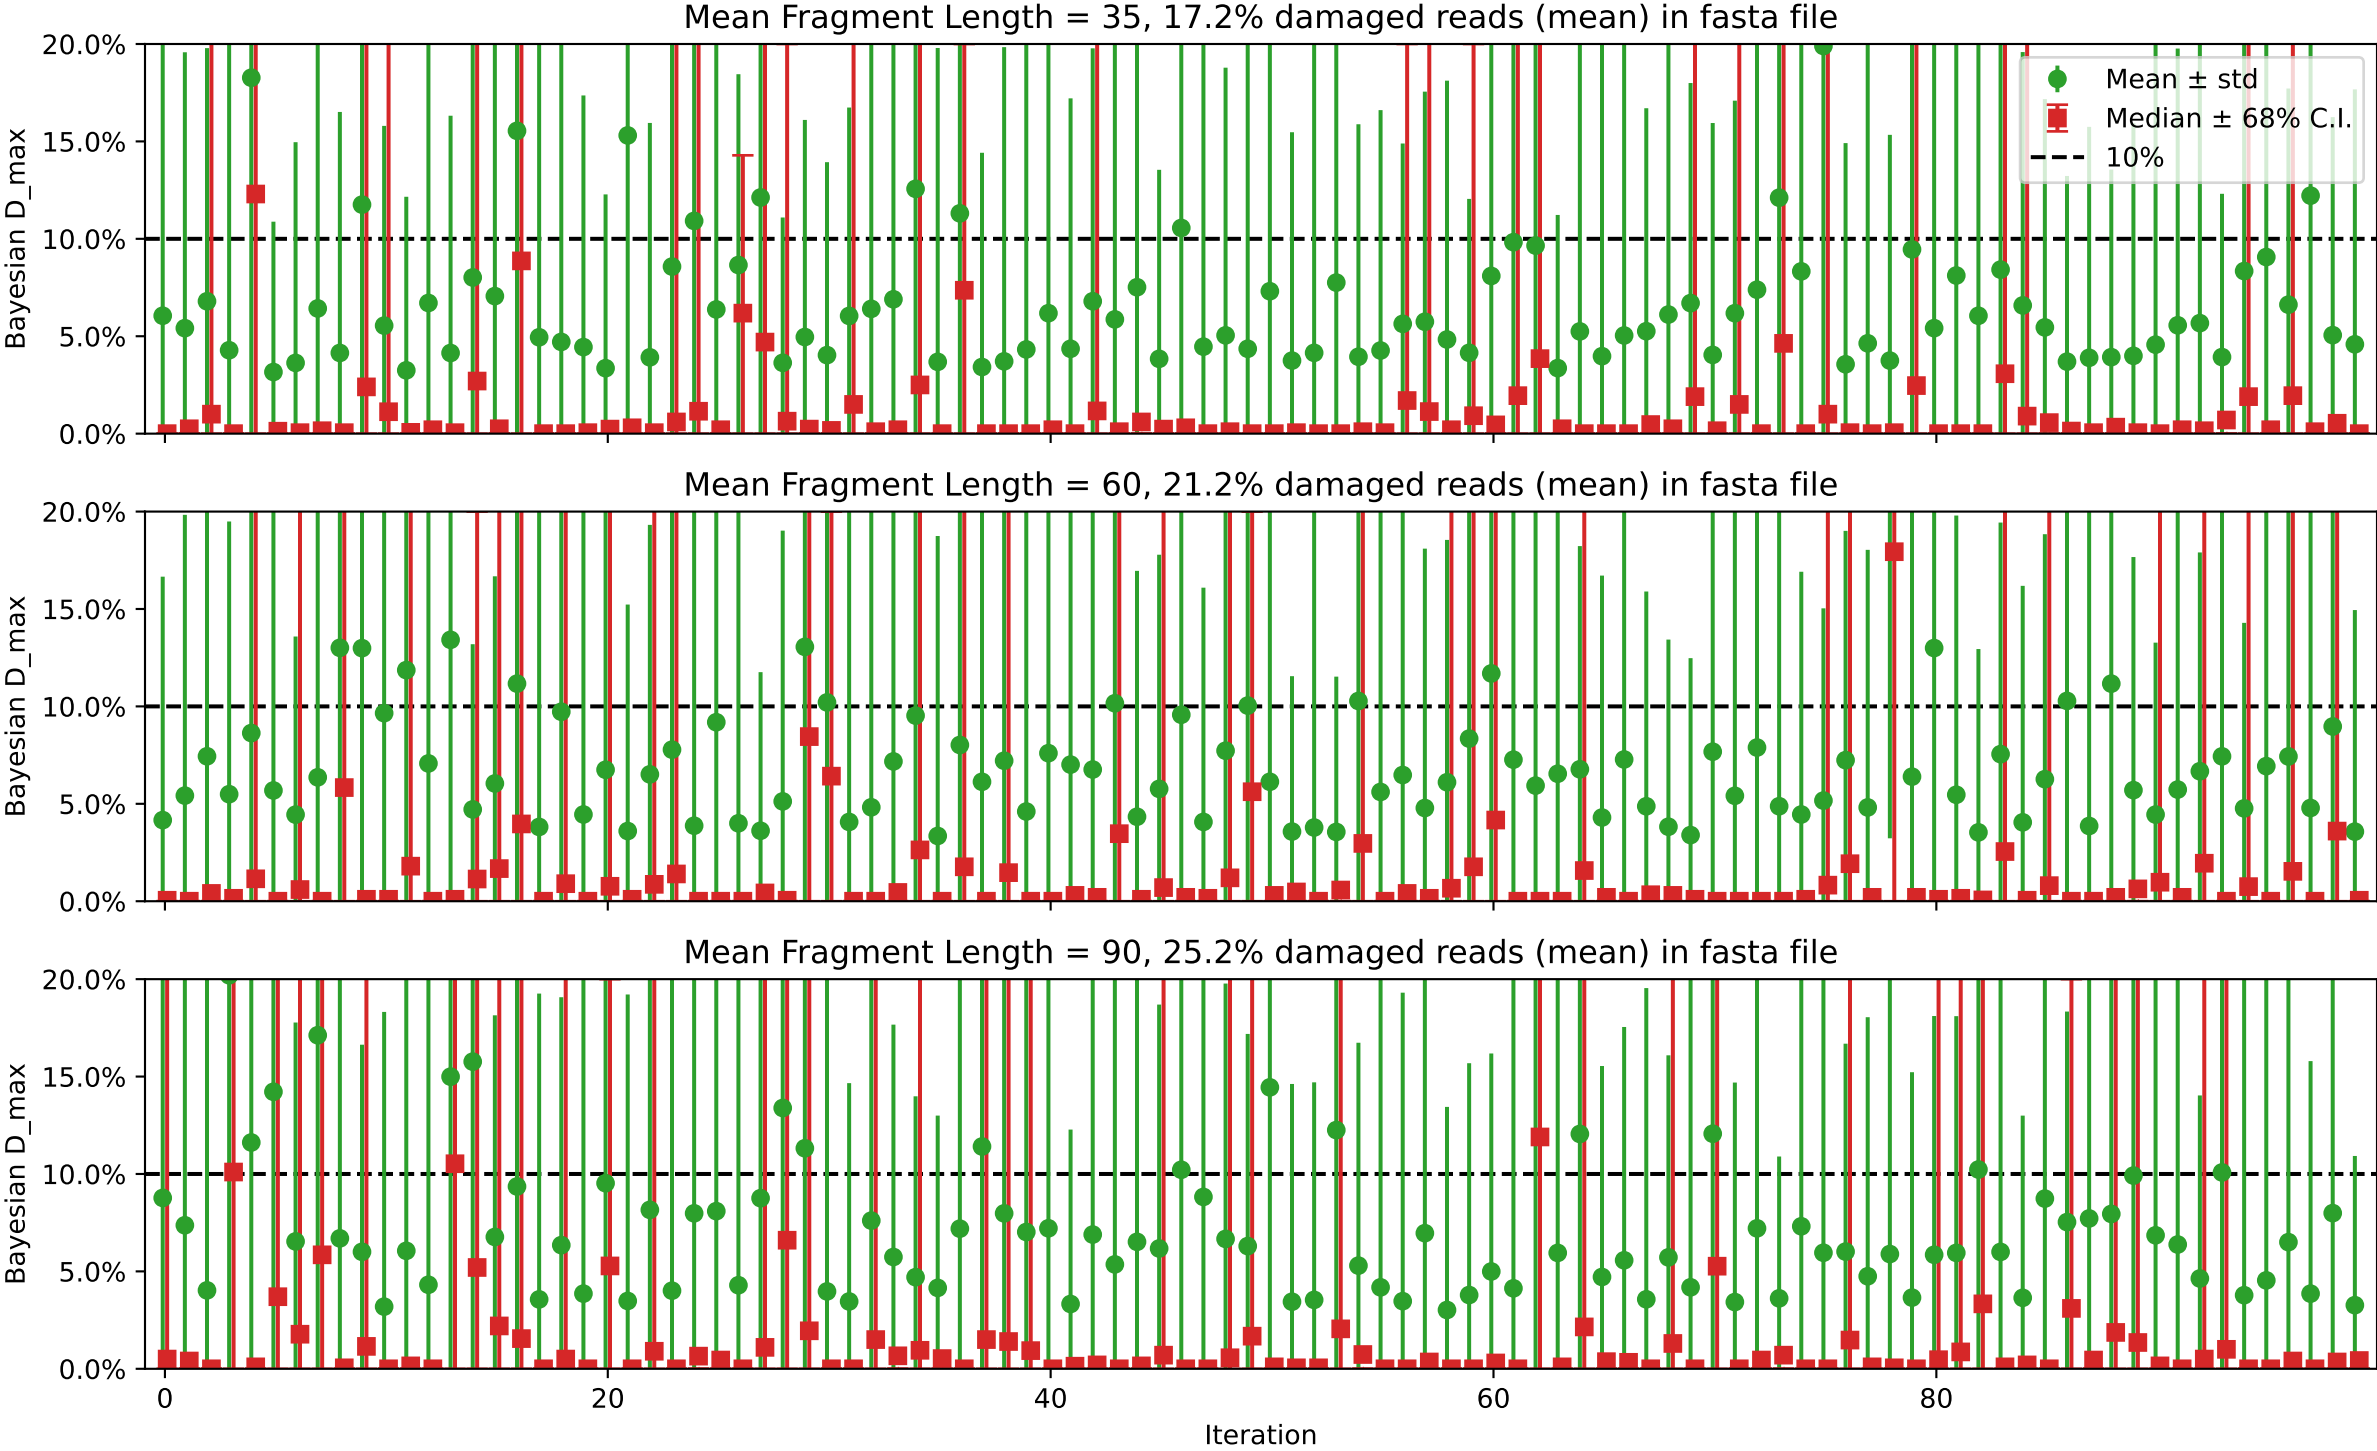 Mean Fragment Length = 35, 17.2% damaged reads (mean) in fasta file
20.0%
15.0%
10.0%
5.0%
0.0%
Bayesian D_max
Mean ± std
Median ± 68% C.I.
10%
Mean Fragment Length = 60, 21.2% damaged reads (mean) in fasta file
20.0%
15.0%
10.0%
5.0%
0.0%
Bayesian D_max
Mean Fragment Length = 90, 25.2% damaged reads (mean) in fasta file
20.0%
15.0%
10.0%
5.0%
0.0%
Bayesian D_max
0 20 40 60 80
Iteration